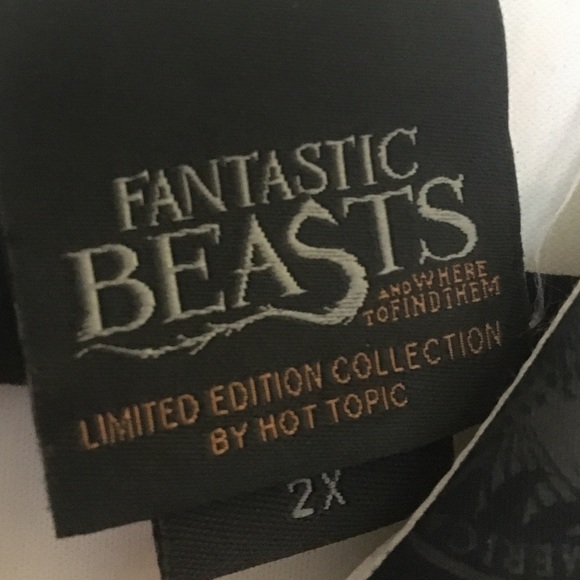 FANTASTIC
BEASTS
AND WHERE
TO FIND THEM
LIMITED EDITION COLLECTION
BY HOT TOPIC
2X